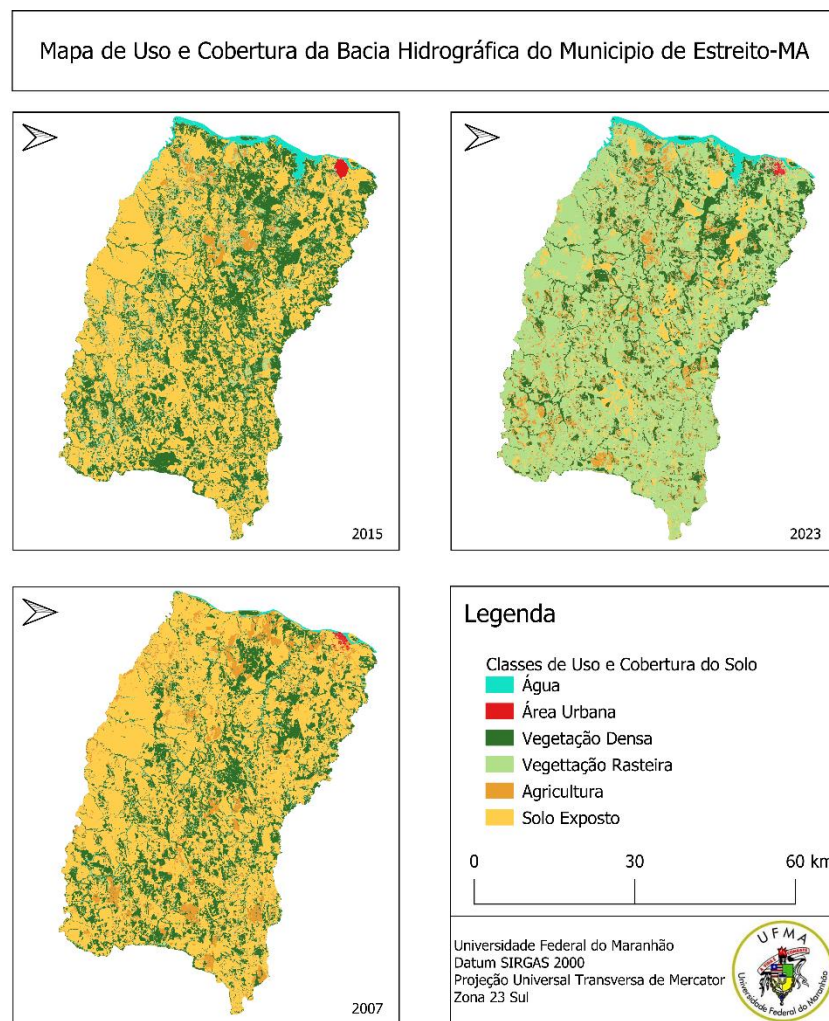 Mapa de Uso e Cobertura da Bacia Hidrográfica do Municipio de Estreito-MA
2015
2023
2007
Legenda
Classes de Uso e Cobertura do Solo
Água
Área Urbana
Vegetação Densa
Vegettação Rasteira
Agricultura
Solo Exposto
0 30 60 km
Universidade Federal do Maranhão
Datum SIRGAS 2000
Projeção Universal Transversa de Mercator
Zona 23 Sul
UFMA
Universidade Federal do Maranhão